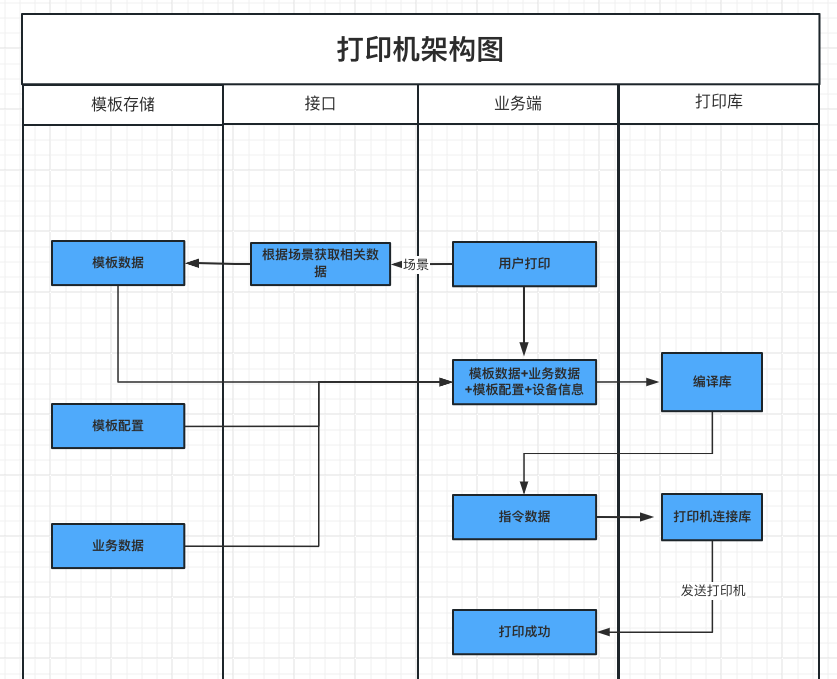 打印机架构图
模板存储
接口
业务端
打印库
模板数据
根据场景获取相关数
据
场景
用户打印
模板数据+业务数据
+模板配置+设备信息
编译库
模板配置
指令数据
打印机连接库
业务数据
发送打印机
打印成功